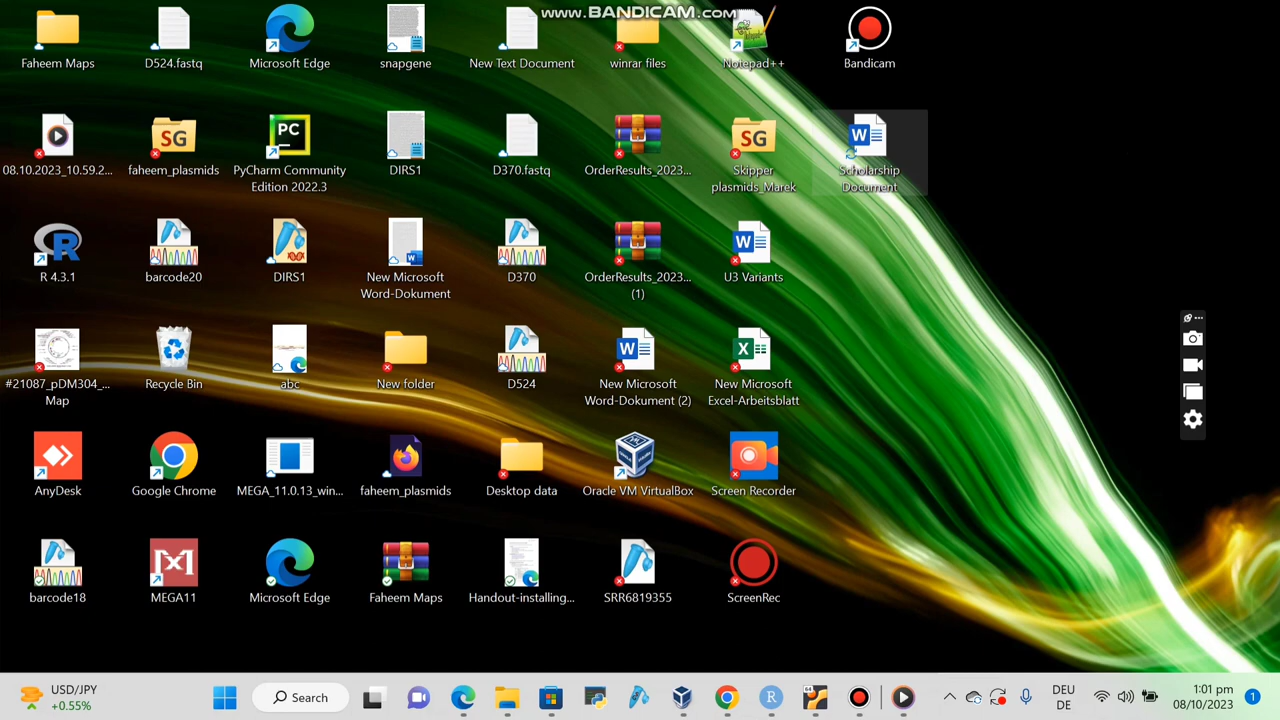 www.BANDICAM.com
Faheem Maps
D524.fastq
Microsoft Edge
snapgene
New Text Document
winrar files
Notepad++
Bandicam
08.10.2023_10.59.2...
SG
faheem_plasmids
PC
PyCharm Community
Edition 2022.3
DIRS1
D370.fastq
OrderResults_2023...
SG
Skipper
plasmids_Marek
W
Scholarship
Document
R
R 4.3.1
barcode20
DIRS1
W
New Microsoft
Word-Dokument
D370
OrderResults_2023...
(1)
W
U3 Variants
#21087_pDM304_...
Map
Recycle Bin
abc
New folder
D524
W
New Microsoft
Word-Dokument (2)
X
New Microsoft
Excel-Arbeitsblatt
AnyDesk
Google Chrome
MEGA_11.0.13_win...
faheem_plasmids
Desktop data
Oracle VM VirtualBox
Screen Recorder
barcode18
M
MEGA11
Microsoft Edge
Faheem Maps
Handout-installing...
SRR6819355
ScreenRec
USD/JPY
+0.55%
Search
R
64
DEU
DE
1:01 pm
08/10/2023
1